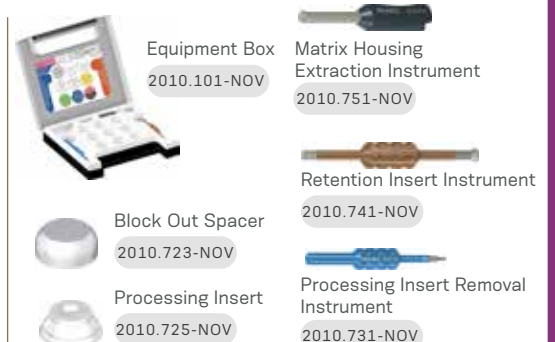 Equipment Box
2010.101-NOV
Matrix Housing
Extraction Instrument
2010.751-NOV
Retention Insert Instrument
2010.741-NOV
Block Out Spacer
2010.723-NOV
Processing Insert Removal
Instrument
2010.731-NOV
Processing Insert
2010.725-NOV